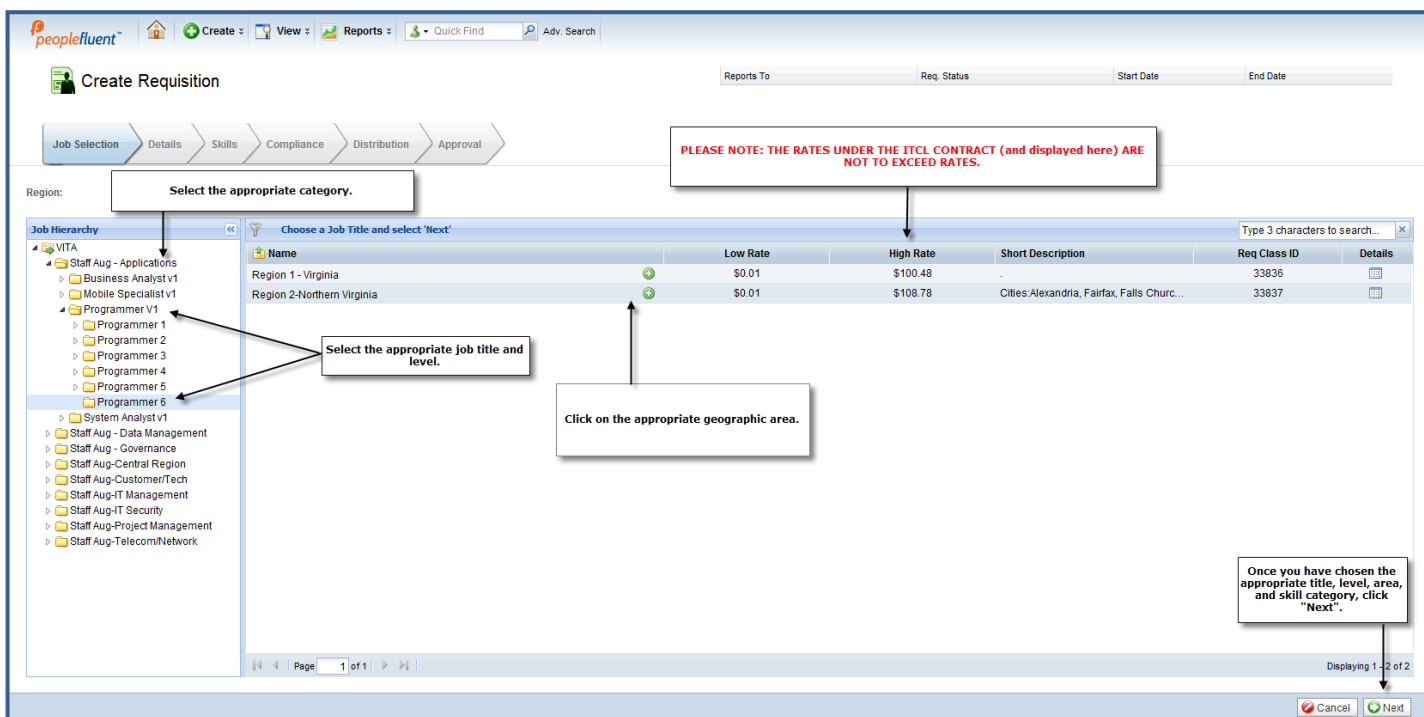 peoplefluent™
Create
View
Reports
Quick Find
Adv. Search
Create Requisition
Reports To
Req. Status
Start Date
End Date
Job Selection
Details
Skills
Compliance
Distribution
Approval
PLEASE NOTE: THE RATES UNDER THE ITCL CONTRACT (and displayed here) ARE
NOT TO EXCEED RATES.
Region:
Select the appropriate category.
Job Hierarchy
Choose a Job Title and select 'Next'
Type 3 characters to search...
VITA
Staff Aug - Applications
Business Analyst v1
Mobile Specialist v1
Programmer V1
Programmer 1
Programmer 2
Programmer 3
Programmer 4
Programmer 5
Programmer 6
System Analyst v1
Staff Aug - Data Management
Staff Aug - Governance
Staff Aug-Central Region
Staff Aug-Customer/Tech
Staff Aug-IT Management
Staff Aug-IT Security
Staff Aug-Project Management
Staff Aug-Telecom/Network
Name
Low Rate
High Rate
Short Description
Req Class ID
Details
Region 1 - Virginia
$0.01
$100.48
.
33836
Region 2-Northern Virginia
$0.01
$108.78
Cities:Alexandria, Fairfax, Falls Churc...
33837
Select the appropriate job title and
level.
Click on the appropriate geographic area.
Once you have chosen the
appropriate title, level, area,
and skill category, click
"Next".
Page 1 of 1
Displaying 1 - 2 of 2
Cancel
Next